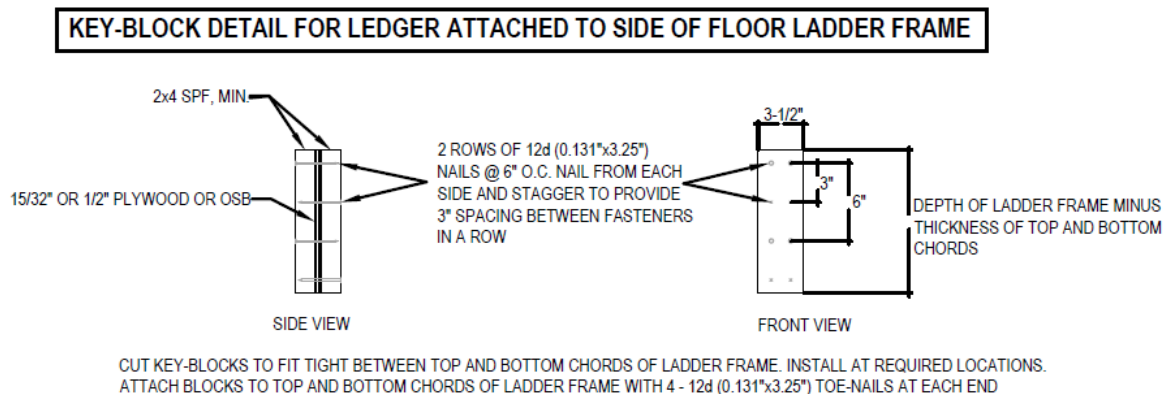 KEY-BLOCK DETAIL FOR LEDGER ATTACHED TO SIDE OF FLOOR LADDER FRAME
2x4 SPF, MIN.
15/32" OR 1/2" PLYWOOD OR OSB
SIDE VIEW
2 ROWS OF 12d (0.131"x3.25")
NAILS @ 6" O.C. NAIL FROM EACH
SIDE AND STAGGER TO PROVIDE
3" SPACING BETWEEN FASTENERS
IN A ROW
3-1/2"
3"
6"
DEPTH OF LADDER FRAME MINUS
THICKNESS OF TOP AND BOTTOM
CHORDS
FRONT VIEW
CUT KEY-BLOCKS TO FIT TIGHT BETWEEN TOP AND BOTTOM CHORDS OF LADDER FRAME. INSTALL AT REQUIRED LOCATIONS.
ATTACH BLOCKS TO TOP AND BOTTOM CHORDS OF LADDER FRAME WITH 4 - 12d (0.131"x3.25") TOE-NAILS AT EACH END